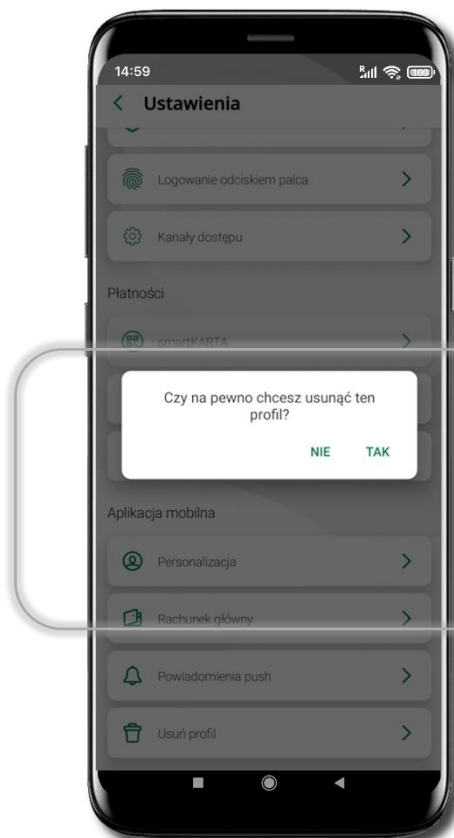 14:59
R
Ustawienia
Logowanie odciskiem palca
Kanały dostępu
Płatności
smartKARTA
Czy na pewno chcesz usunąć ten
profil?
NIE TAK
Aplikacja mobilna
Personalizacja
Rachunek główny
Powiadomienia push
Usuń profil